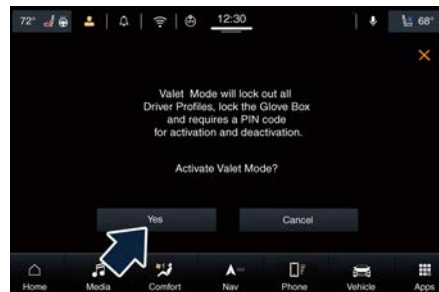 72° 12:30 68°
Valet Mode will lock out all
Driver Profiles, lock the Glove Box
and requires a PIN code
for activation and deactivation.
Activate Valet Mode?
Yes Cancel
Home Media Comfort Nav Phone Vehicle Apps